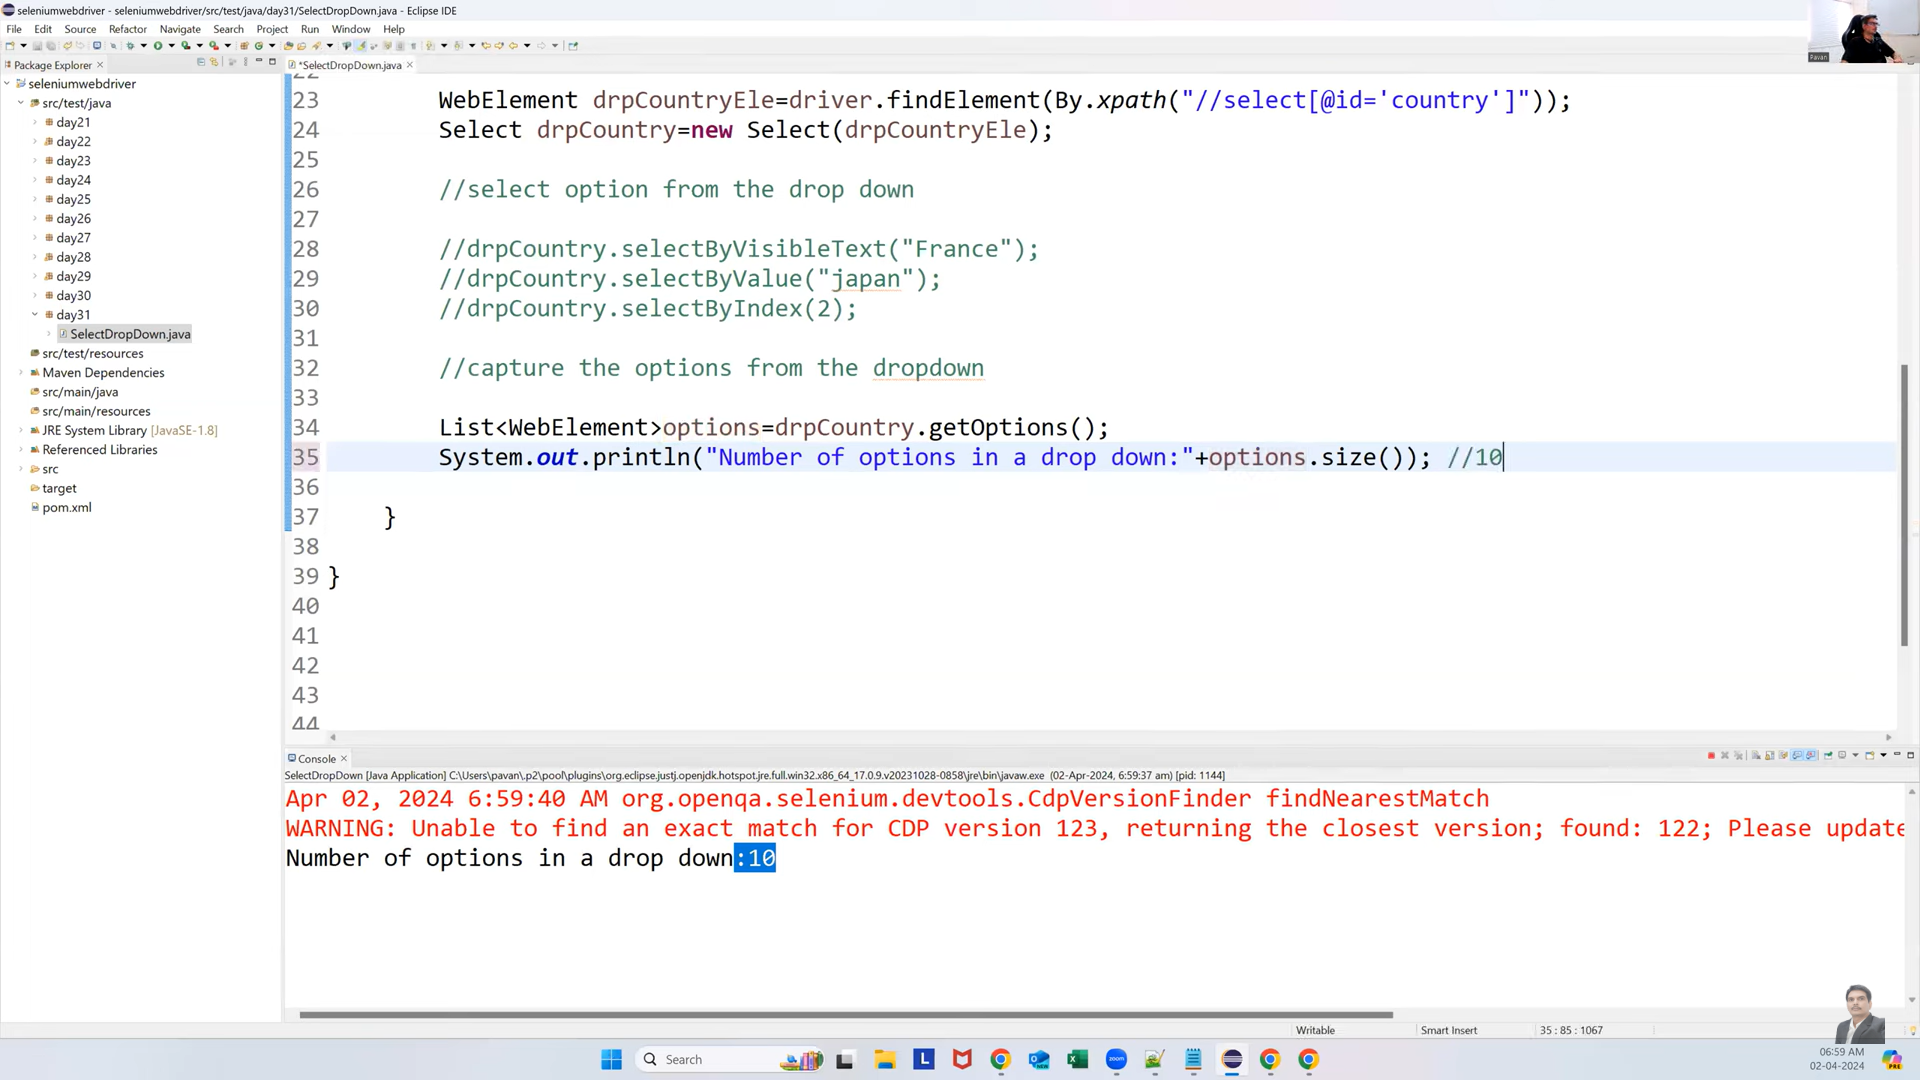 seleniumwebdriver - seleniumwebdriver/src/test/java/day31/SelectDropDown.java - Eclipse IDE
File Edit Source Refactor Navigate Search Project Run Window Help
Package Explorer
*SelectDropDown.java
seleniumwebdriver
src/test/java
day21
day22
day23
day24
day25
day26
day27
day28
day29
day30
day31
SelectDropDown.java
src/test/resources
Maven Dependencies
src/main/java
src/main/resources
JRE System Library [JavaSE-1.8]
Referenced Libraries
src
target
pom.xml
22
23 WebElement drpCountryEle=driver.findElement(By.xpath("//select[@id='country']"));
24 Select drpCountry=new Select(drpCountryEle);
25
26 //select option from the drop down
27
28 //drpCountry.selectByVisibleText("France");
29 //drpCountry.selectByValue("japan");
30 //drpCountry.selectByIndex(2);
31
32 //capture the options from the dropdown
33
34 List<WebElement>options=drpCountry.getOptions();
35 System.out.println("Number of options in a drop down:"+options.size()); //10
36
37 }
38
39 }
40
41
42
43
44
Console
SelectDropDown [Java Application] C:\Users\pavan\.p2\pool\plugins\org.eclipse.justj.openjdk.hotspot.jre.full.win32.x86_64_17.0.9.v20231028-0858\jre\bin\javaw.exe (02-Apr-2024, 6:59:37 am) [pid: 1144]
Apr 02, 2024 6:59:40 AM org.openqa.selenium.devtools.CdpVersionFinder findNearestMatch
WARNING: Unable to find an exact match for CDP version 123, returning the closest version; found: 122; Please update
Number of options in a drop down:10
Writable Smart Insert 35 : 85 : 1067
Search
06:59 AM
02-04-2024
Pavan